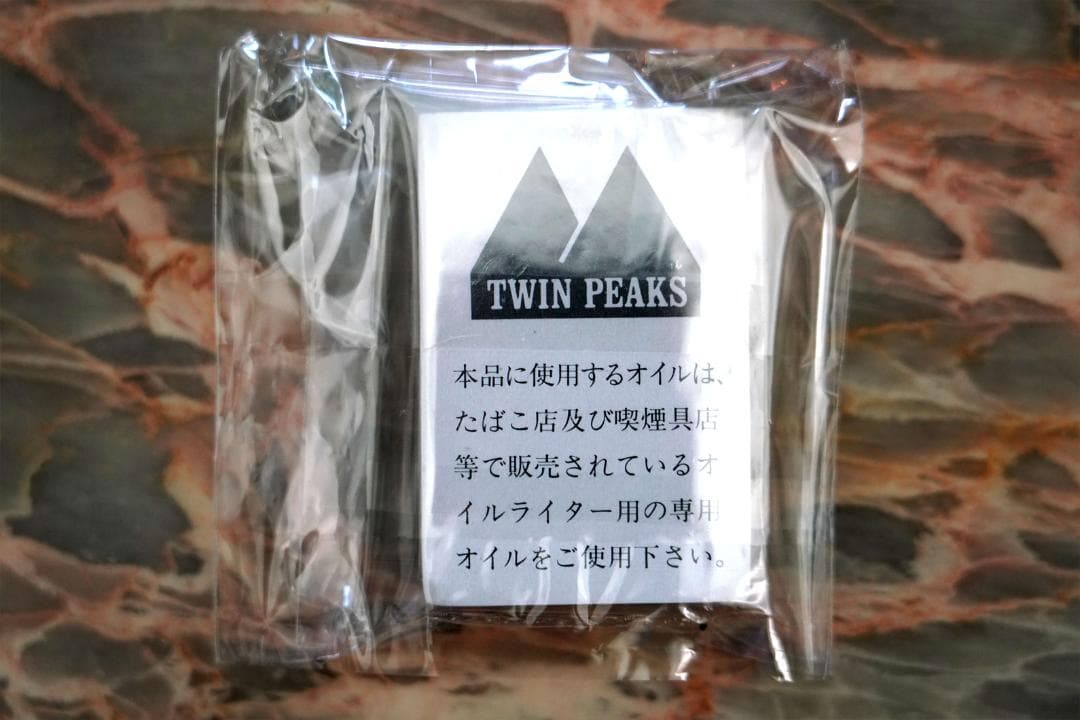 TWIN PEAKS
本品に使用するオイルは、
たばこ店及び喫煙具店
等で販売されているオ
イルライター用の専用
オイルをご使用下さい。